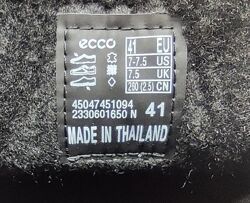 ecco
41 EU
7-7.5 US
7.5 UK
260 (2.5) CN
45047451094
2330601650 N 41
MADE IN THAILAND